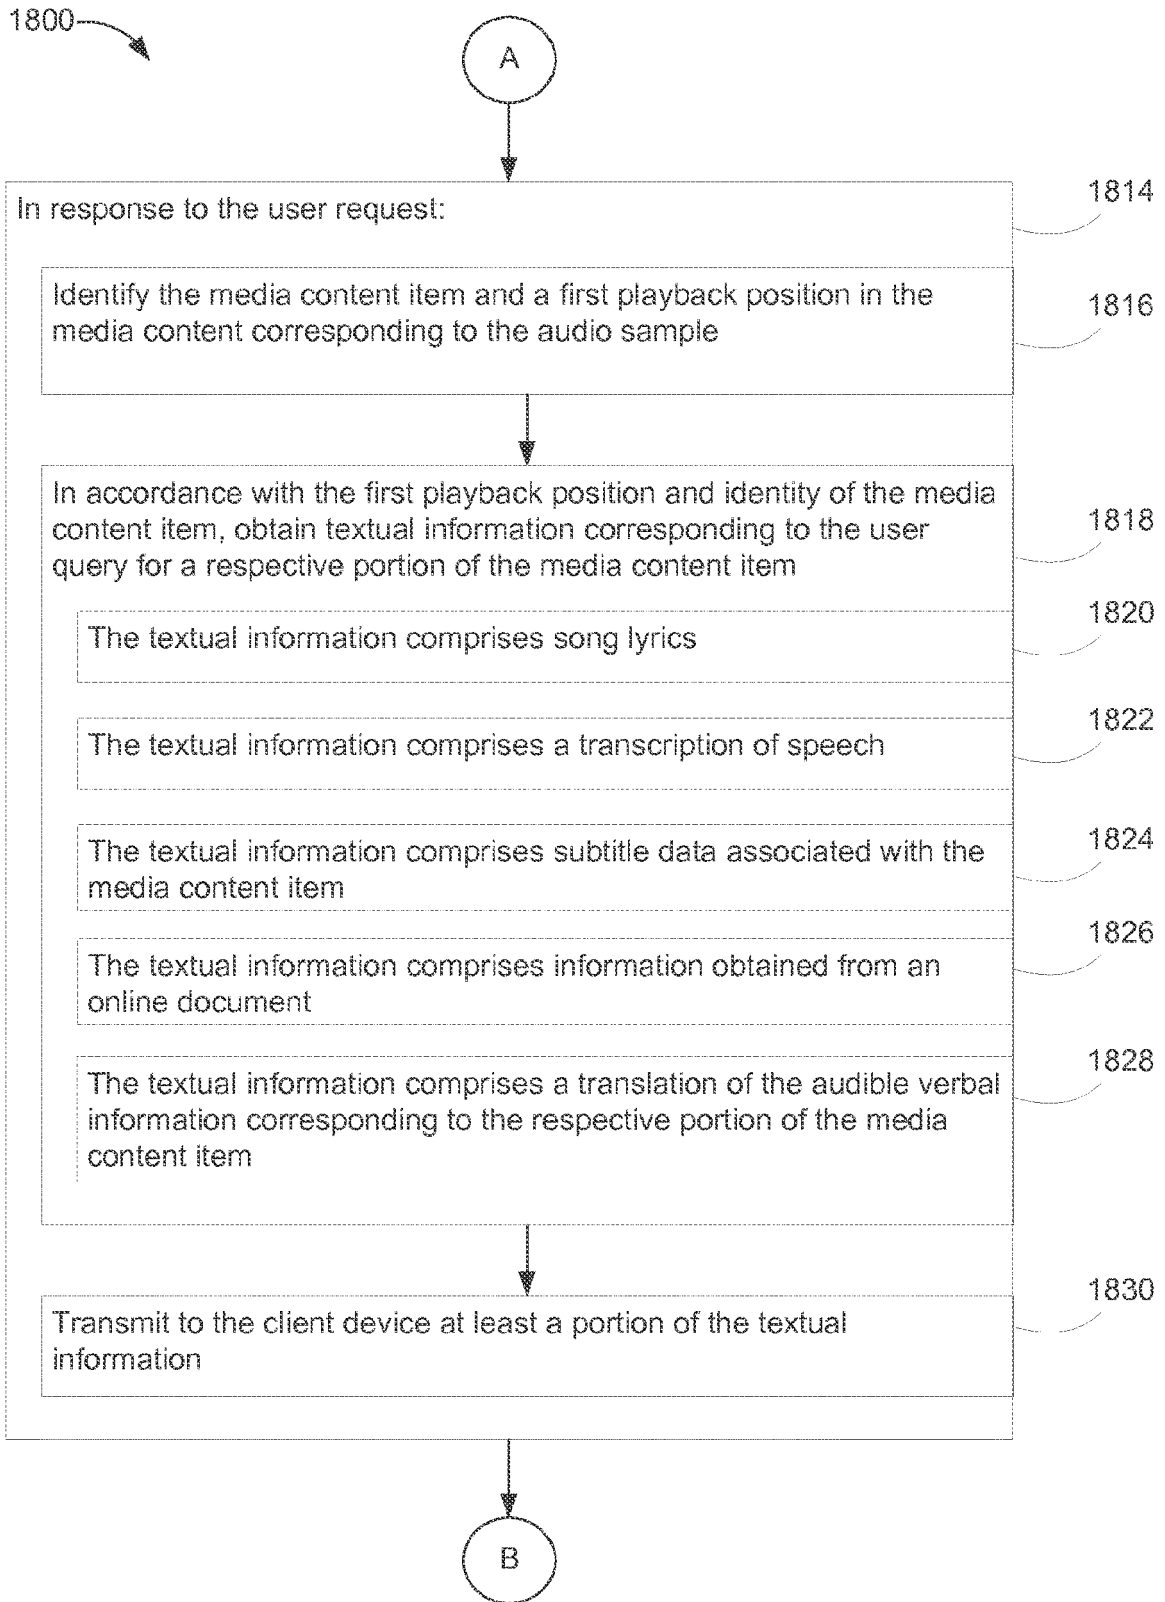 1800
A
In response to the user request:
1814
Identify the media content item and a first playback position in the
media content corresponding to the audio sample
1816
In accordance with the first playback position and identity of the media
content item, obtain textual information corresponding to the user
query for a respective portion of the media content item
1818
The textual information comprises song lyrics
1820
The textual information comprises a transcription of speech
1822
The textual information comprises subtitle data associated with the
media content item
1824
The textual information comprises information obtained from an
online document
1826
The textual information comprises a translation of the audible verbal
information corresponding to the respective portion of the media
content item
1828
Transmit to the client device at least a portion of the textual
information
1830
B